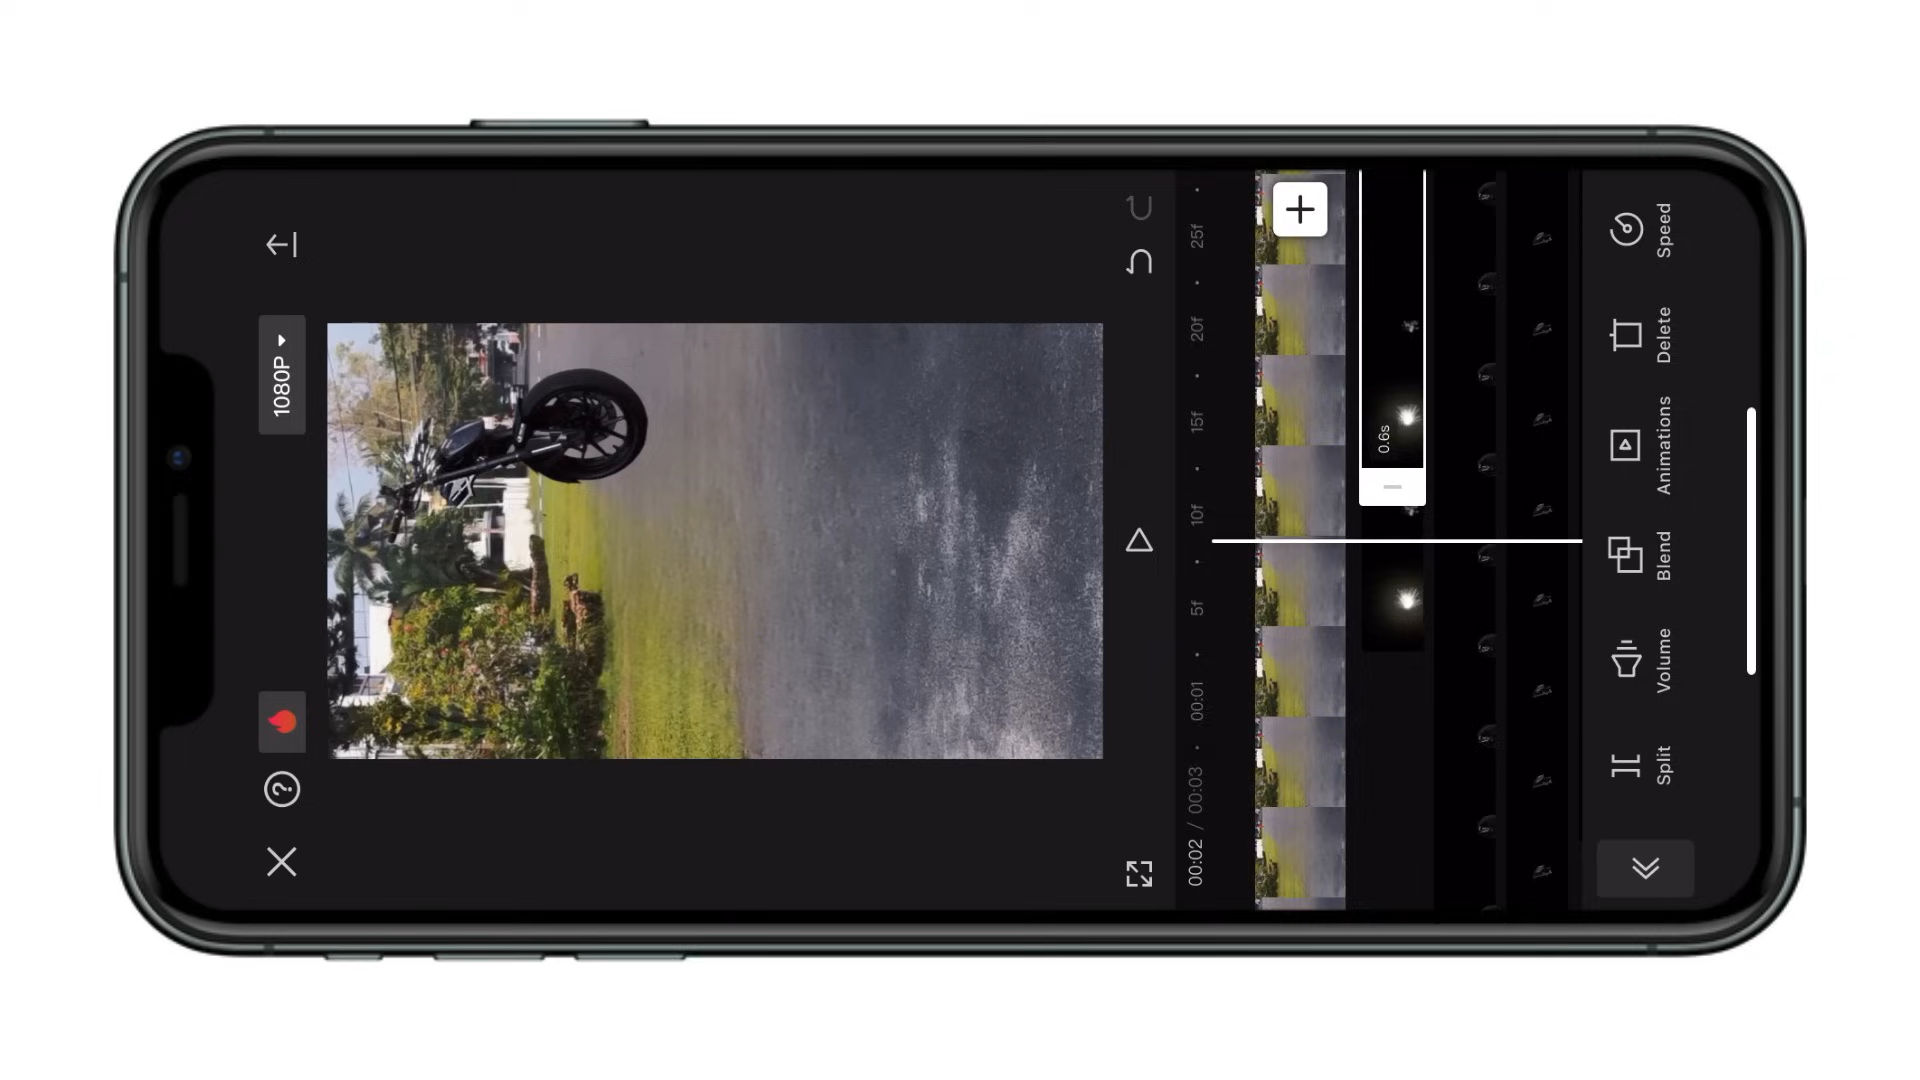 ? 1080P
00:02 / 00:03 00:01 5f 10f 15f 20f 25f
0.6s
Split Volume Blend Animations Delete Speed